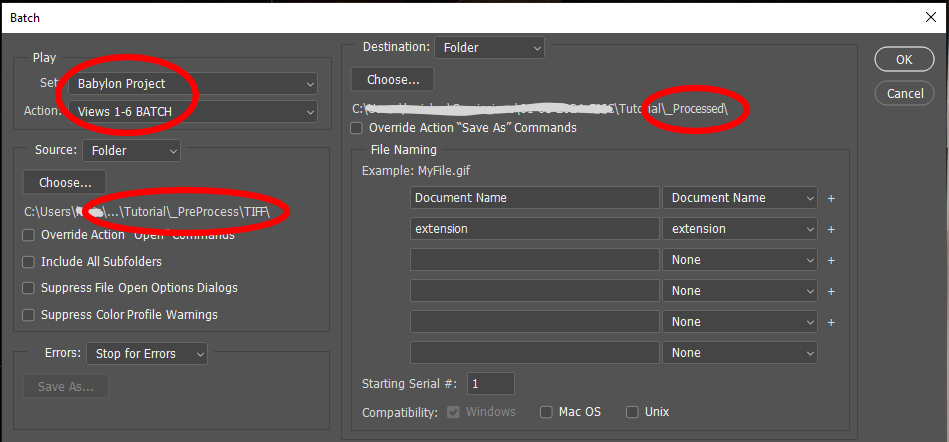 Batch
Play
Set: Babylon Project
Action: Views 1-6 BATCH
Source: Folder
Choose...
C:\Users\ \...\Tutorial\_PreProcess\TIFF\
Override Action "Open" Commands
Include All Subfolders
Suppress File Open Options Dialogs
Suppress Color Profile Warnings
Errors: Stop for Errors
Save As...
Destination: Folder
Choose...
C:\ \Tutorial\_Processed\
Override Action "Save As" Commands
File Naming
Example: MyFile.gif
Document Name Document Name +
extension extension +
None +
None +
None +
None
Starting Serial #: 1
Compatibility: Windows Mac OS Unix
OK
Cancel